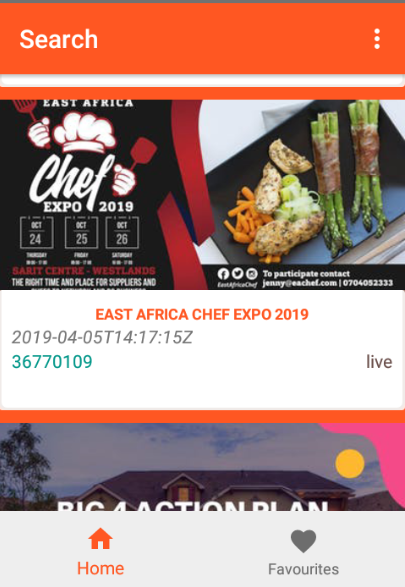 Search
EAST AFRICA
Chef
EXPO 2019
OCT OCT OCT
24 25 26
THURSDAY FRIDAY SATURDAY
SARIT CENTRE - WESTLANDS
THE RIGHT TIME AND PLACE FOR SUPPLIERS AND
EastAfricaChef
To participate contact
jenny@eachef.com | 0704052333
EAST AFRICA CHEF EXPO 2019
2019-04-05T14:17:15Z
36770109 live
BIG 4 ACTION PLAN
Home Favourites